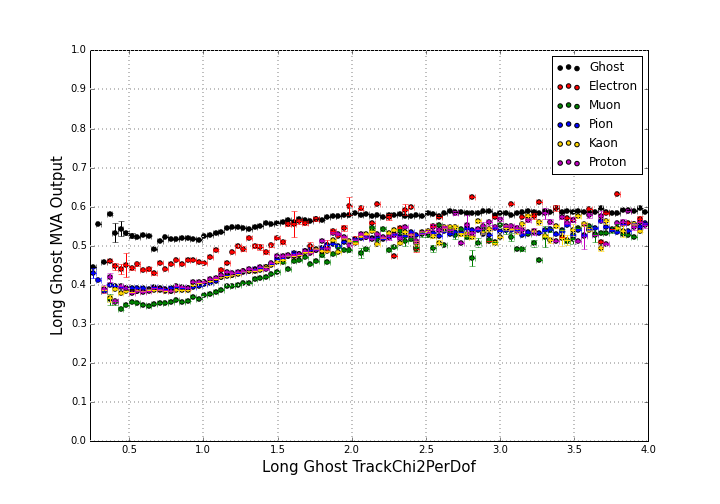 1.0
0.9
0.8
0.7
0.6
0.5
0.4
0.3
0.2
0.1
0.0
Long Ghost MVA Output
Ghost
Electron
Muon
Pion
Kaon
Proton
0.5 1.0 1.5 2.0 2.5 3.0 3.5 4.0
Long Ghost TrackChi2PerDof